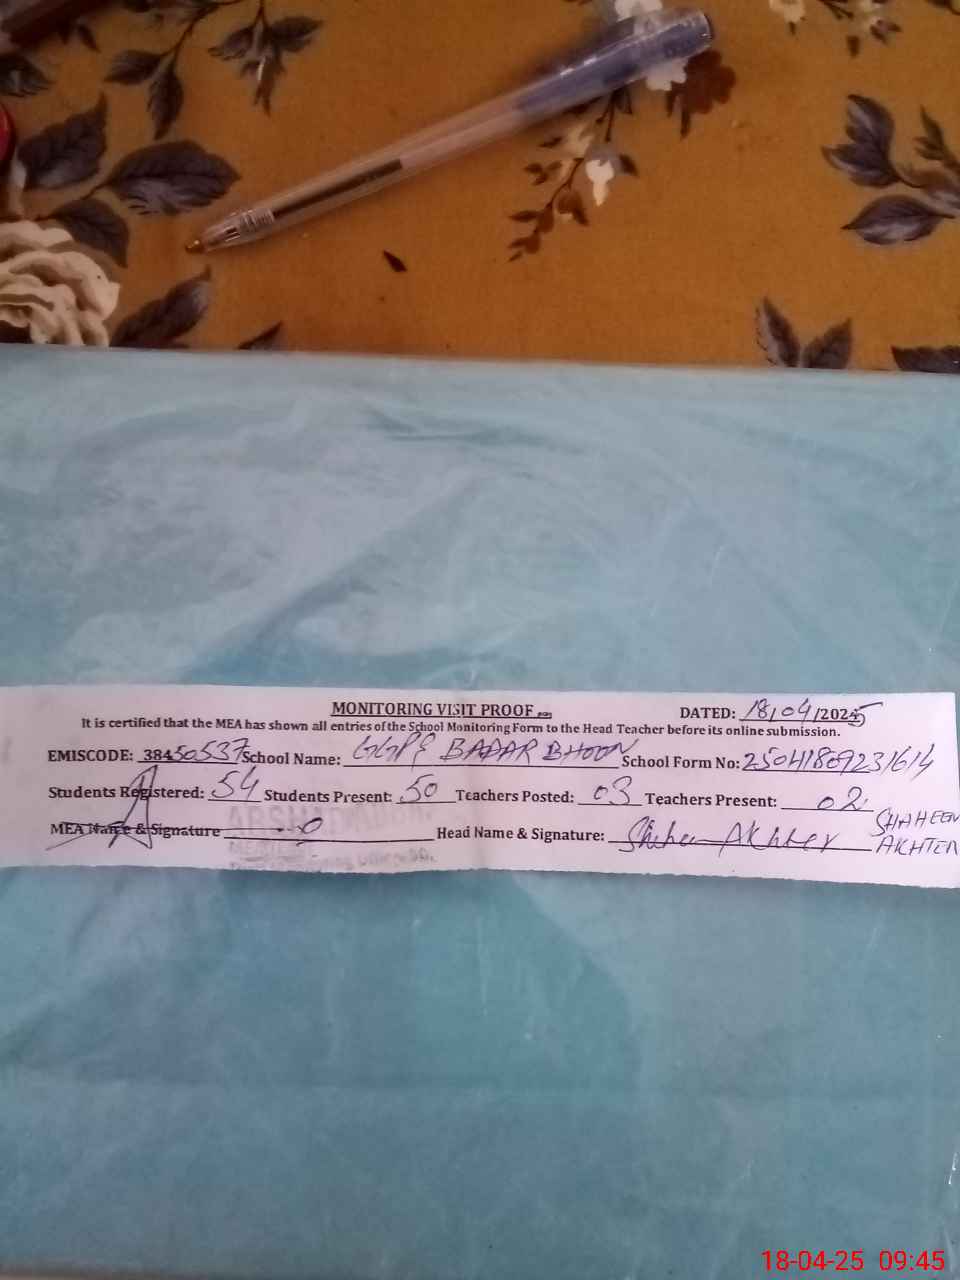 MONITORING VISIT PROOF
DATED: 18/04/2025
It is certified that the MEA has shown all entries of the School Monitoring Form to the Head Teacher before its online submission.
EMISCODE: 38450537 School Name: GGPS BADAR BHOON School Form No: 25041809231614
Students Registered: 54 Students Present: 50 Teachers Posted: 03 Teachers Present: 02
MEA Name & Signature Head Name & Signature: Shaheen Akhter SHAHEEN AKHTER
18-04-25 09:45